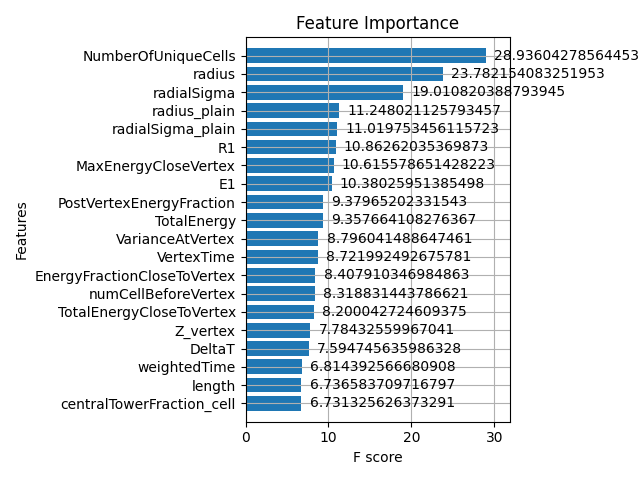 Feature Importance
NumberOfUniqueCells 28.93604278564453
radius 23.782154083251953
radialSigma 19.010820388793945
radius_plain 11.248021125793457
radialSigma_plain 11.019753456115723
R1 10.86262035369873
MaxEnergyCloseVertex 10.615578651428223
E1 10.38025951385498
PostVertexEnergyFraction 9.37965202331543
TotalEnergy 9.357664108276367
VarianceAtVertex 8.796041488647461
VertexTime 8.721992492675781
EnergyFractionCloseToVertex 8.407910346984863
numCellBeforeVertex 8.318831443786621
TotalEnergyCloseToVertex 8.200042724609375
Z_vertex 7.78432559967041
DeltaT 7.594745635986328
weightedTime 6.814392566680908
length 6.736583709716797
centralTowerFraction_cell 6.731325626373291
Features
0 10 20 30
F score